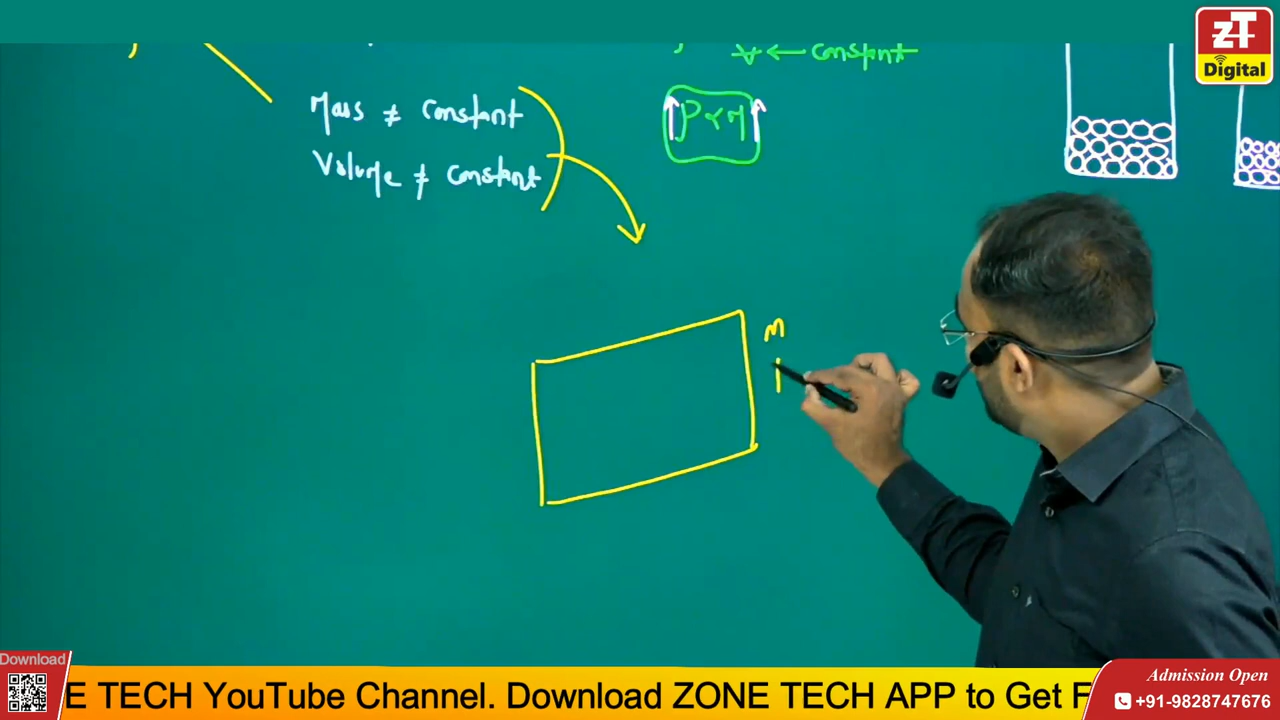 ∀ ← constant
Mass ≠ constant
P ∝ M
Volume ≠ constant
M
ZT
Digital
Download
E TECH YouTube Channel. Download ZONE TECH APP to Get F
Admission Open
+91-9828747676